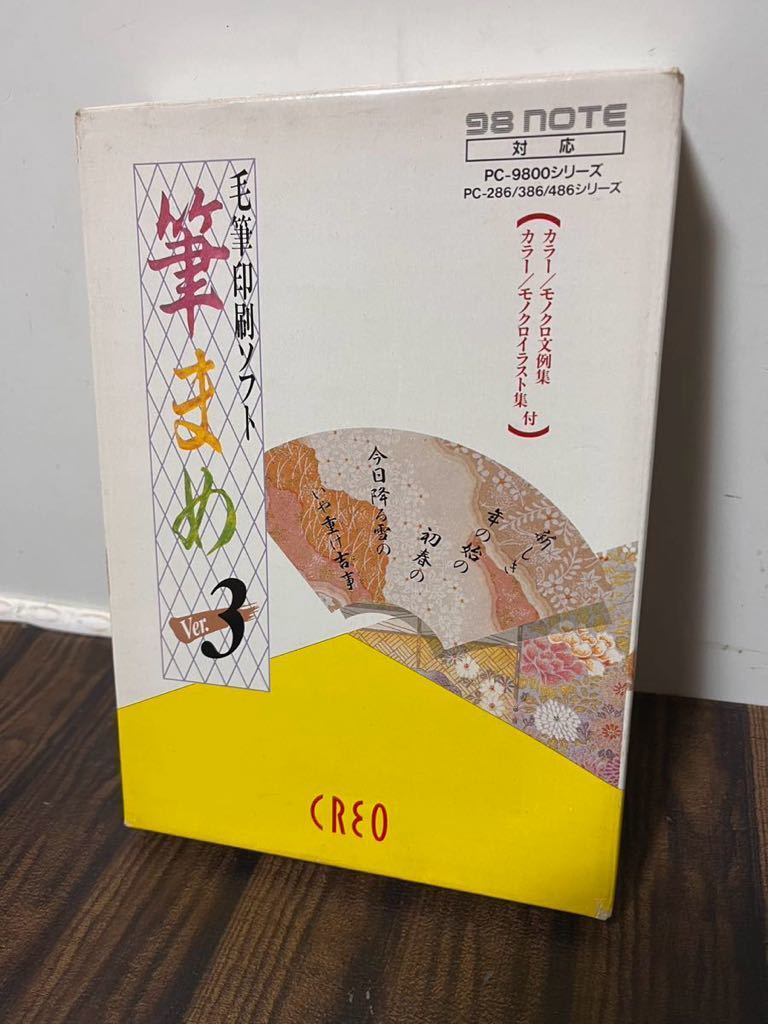 98 NOTE
対応
PC-9800シリーズ
PC-286/386/486シリーズ
カラー/モノクロ文例集
カラー/モノクロイラスト集 付
毛筆印刷ソフト
筆まめ
Ver.3
新しき
年の始の
初春の
今日降る雪の
いや重け吉事
CREO